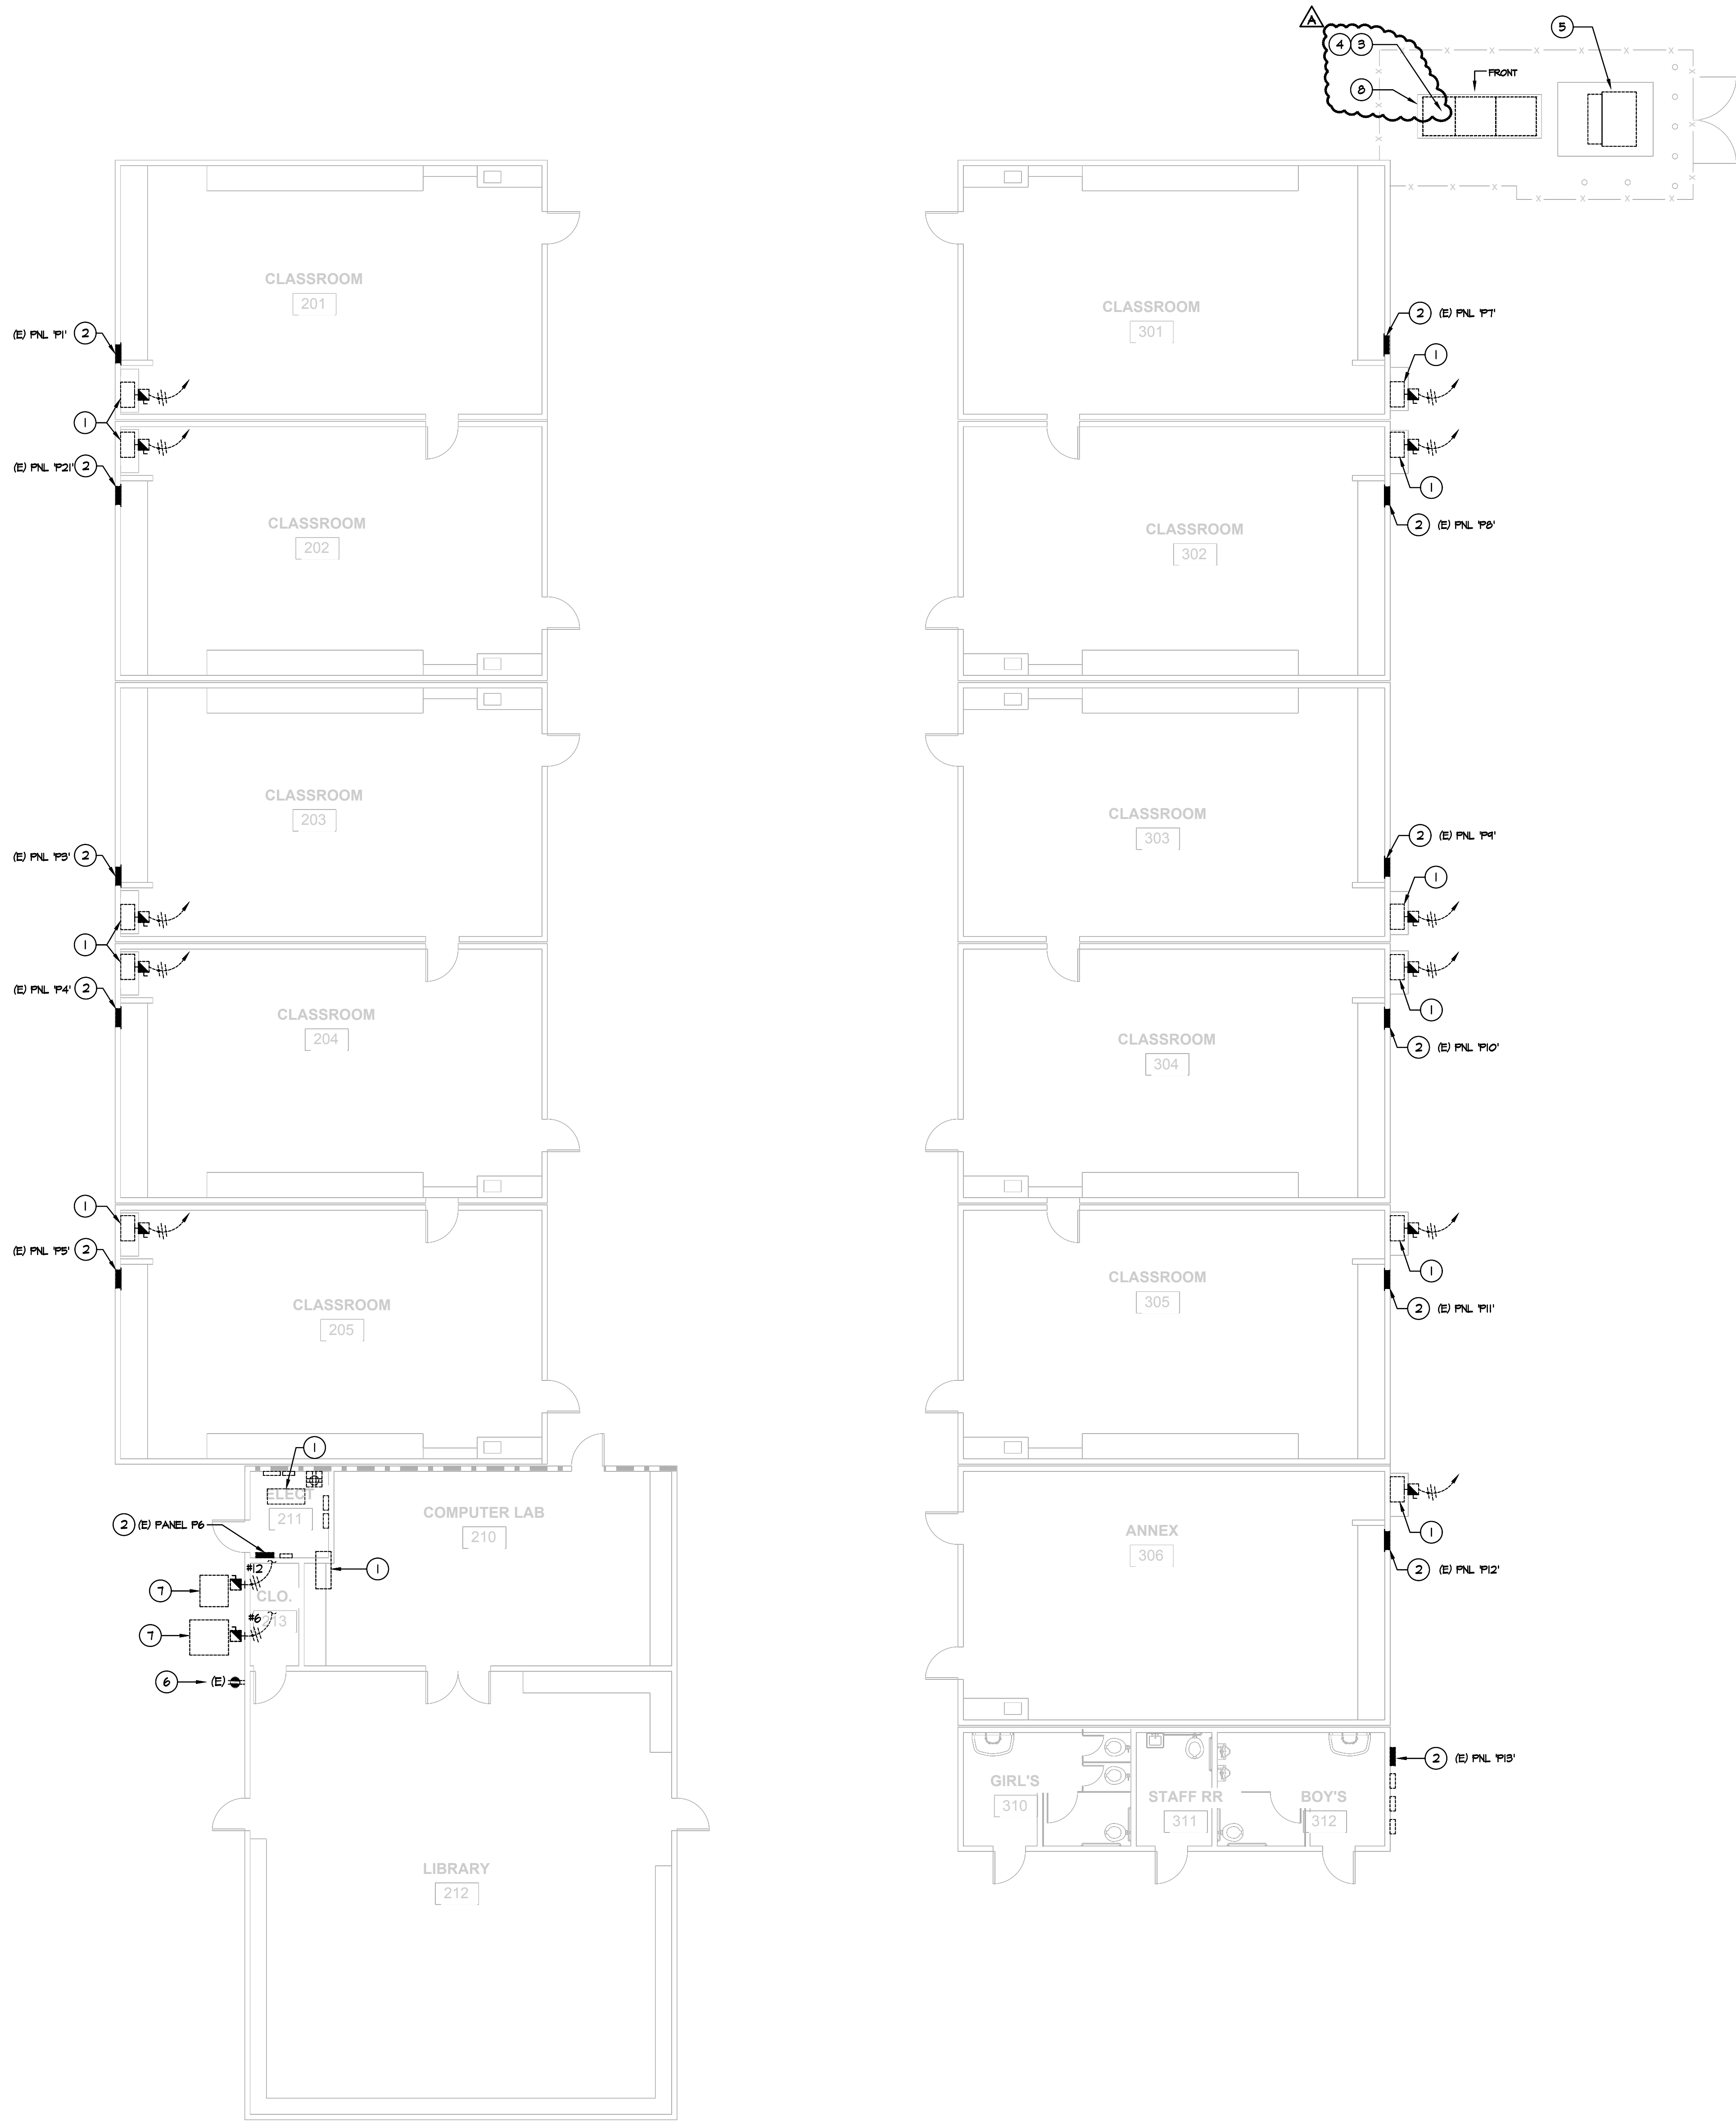 A
4 3
5
8
FRONT
CLASSROOM
201
(E) PNL 'P1' 2
1
(E) PNL 'P21' 2
CLASSROOM
202
CLASSROOM
203
(E) PNL 'P3' 2
1
(E) PNL 'P4' 2
CLASSROOM
204
1
(E) PNL 'P5' 2
CLASSROOM
205
1
ELECT
211
2 (E) PANEL P6
COMPUTER LAB
210
1
#12
7
CLO.
213
#6
7
6 (E)
LIBRARY
212
CLASSROOM
301
2 (E) PNL 'P7'
1
1
2 (E) PNL 'P8'
CLASSROOM
302
CLASSROOM
303
2 (E) PNL 'P9'
1
1
2 (E) PNL 'P10'
CLASSROOM
304
1
CLASSROOM
305
2 (E) PNL 'P11'
ANNEX
306
1
2 (E) PNL 'P12'
2 (E) PNL 'P13'
GIRL'S
310
STAFF RR
311
BOY'S
312